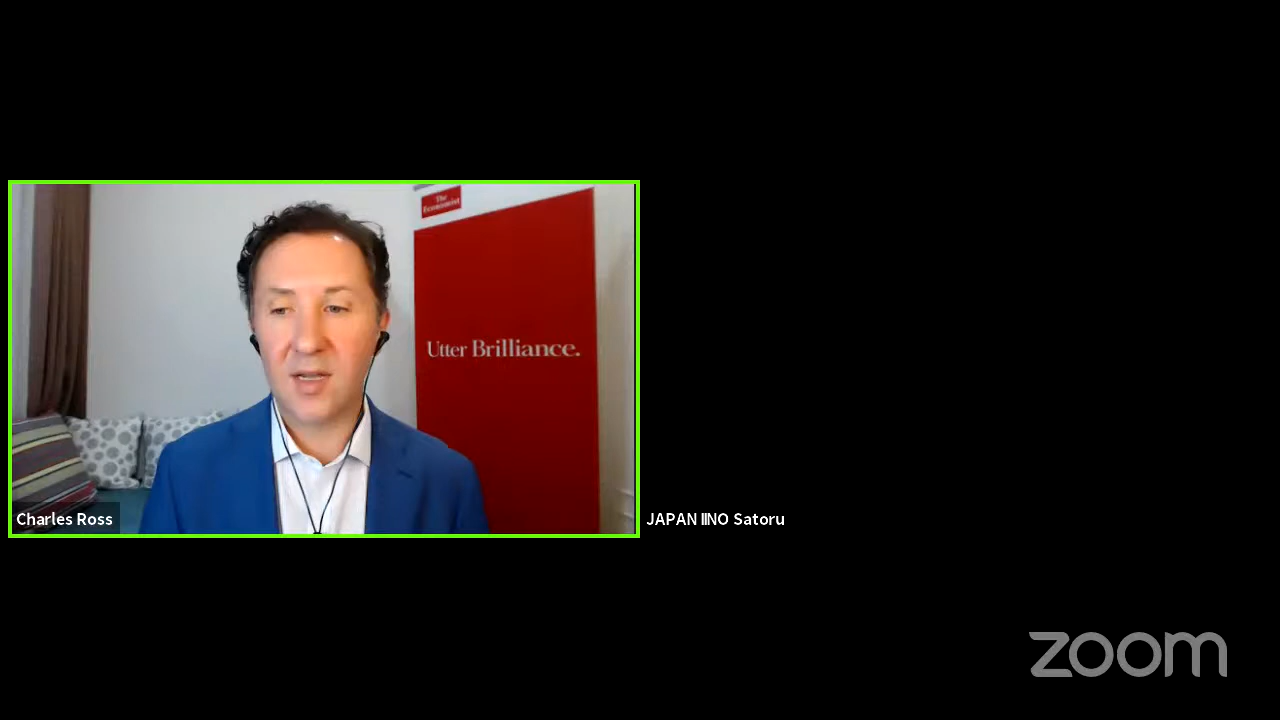 The
Economist
Utter Brilliance.
Charles Ross
JAPAN IINO Satoru
zoom